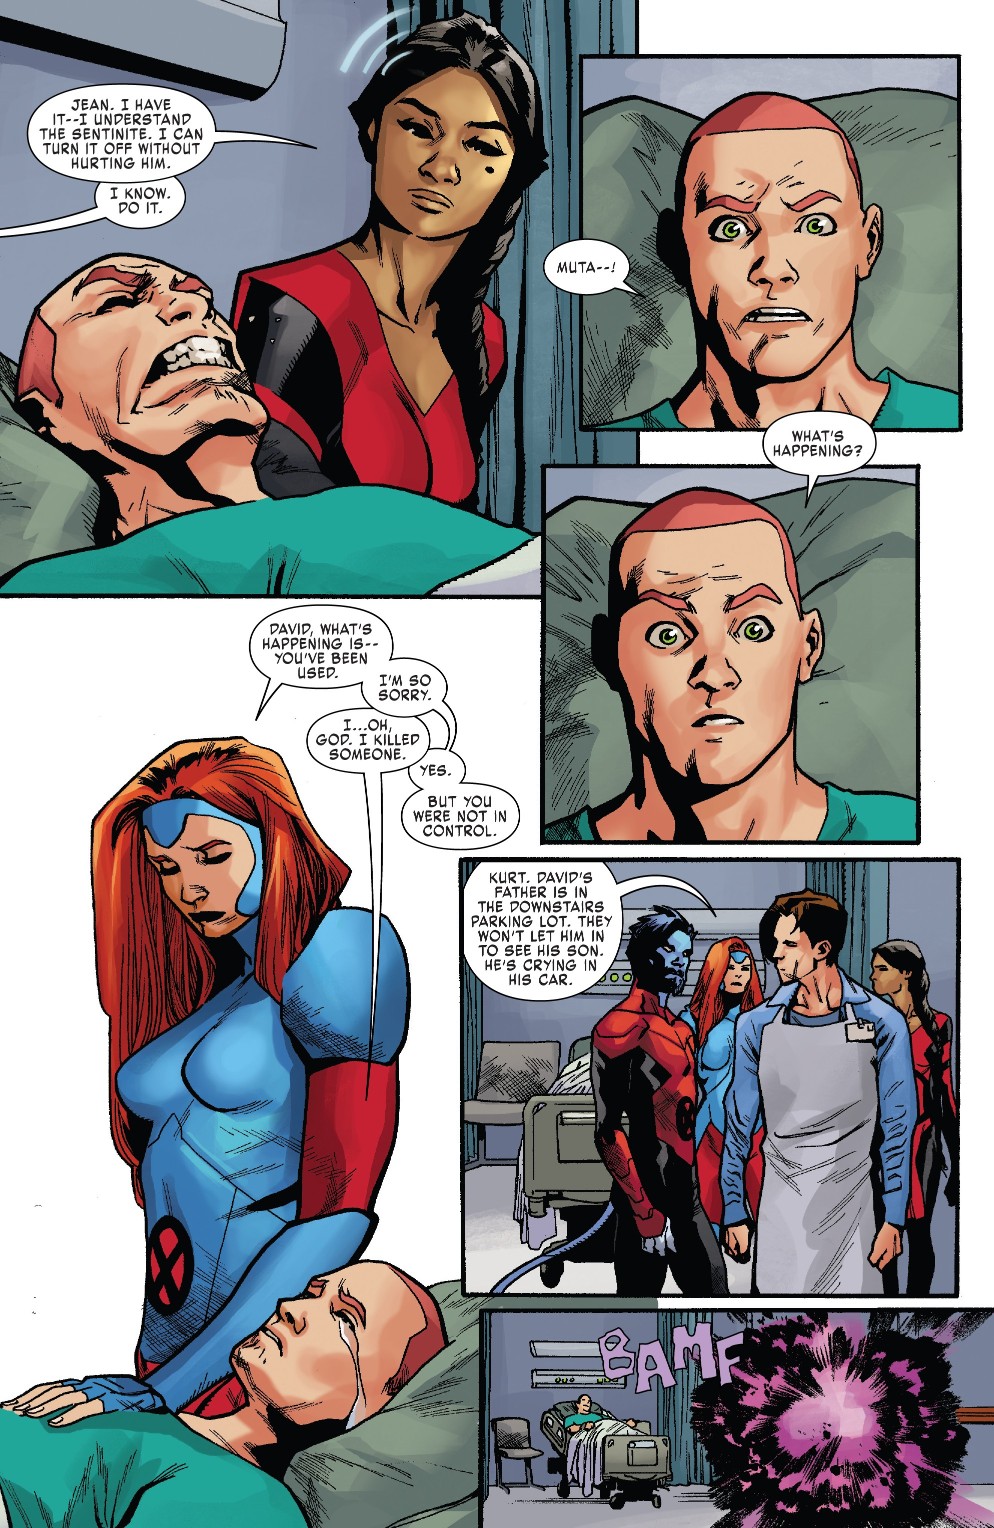 JEAN. I HAVE
IT--I UNDERSTAND
THE SENTINITE. I CAN
TURN IT OFF WITHOUT
HURTING HIM.
I KNOW.
DO IT.
MUTA--!
WHAT'S
HAPPENING?
DAVID, WHAT'S
HAPPENING IS--
YOU'VE BEEN
USED.
I'M SO
SORRY.
I...OH,
GOD. I KILLED
SOMEONE.
YES.
BUT YOU
WERE NOT IN
CONTROL.
KURT. DAVID'S
FATHER IS IN
THE DOWNSTAIRS
PARKING LOT. THEY
WON'T LET HIM IN
TO SEE HIS SON.
HE'S CRYING IN
HIS CAR.
BAMF